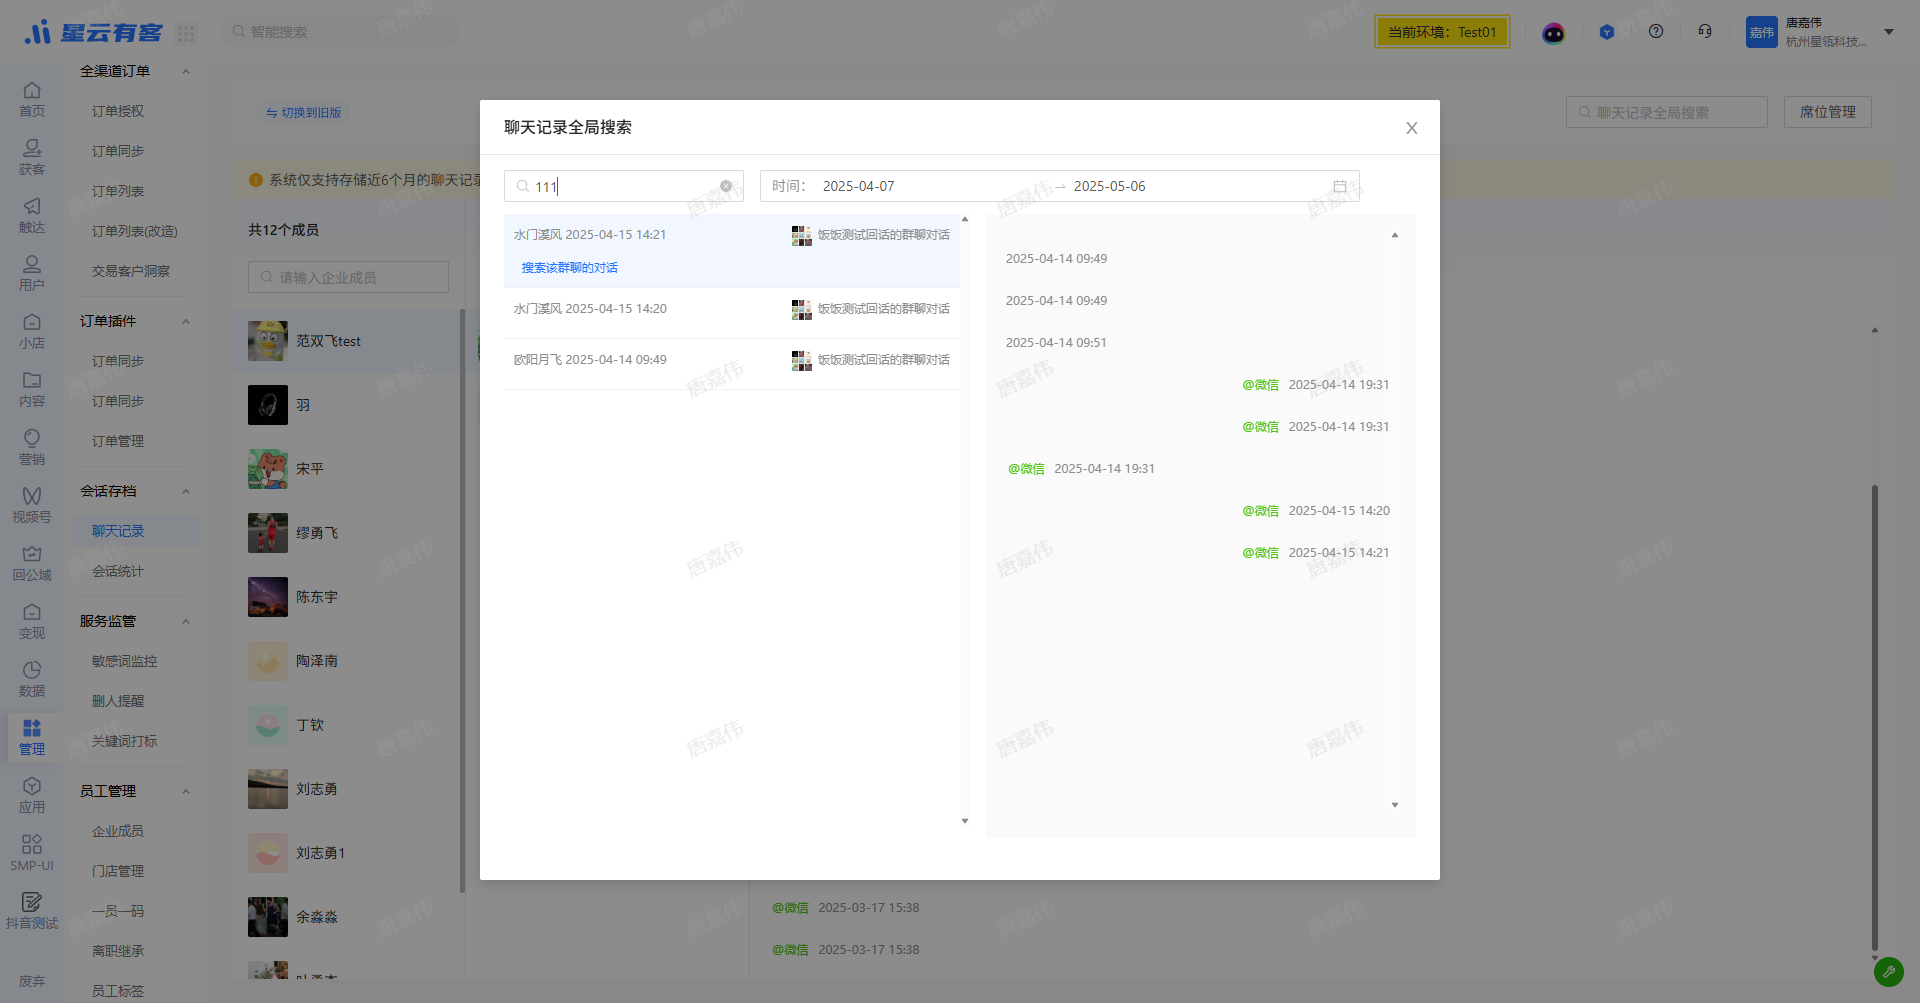 星云有客
智能搜索
当前环境：Test01
嘉伟
唐嘉伟
杭州星瓴科技...
首页
获客
触达
用户
小店
内容
营销
视频号
回公域
变现
数据
管理
应用
SMP-UI
抖音测试
废弃
全渠道订单
订单授权
订单同步
订单列表
订单列表(改造)
交易客户洞察
订单插件
订单同步
订单同步
订单管理
会话存档
聊天记录
会话统计
服务监管
敏感词监控
删人提醒
关键词打标
员工管理
企业成员
门店管理
一员一码
离职继承
员工标签
切换到旧版
聊天记录全局搜索
席位管理
系统仅支持存储近6个月的聊天记录
共12个成员
请输入企业成员
范双飞test
羽
宋平
缪勇飞
陈东宇
陶泽南
丁钦
刘志勇
刘志勇1
余淼淼
聊天记录全局搜索
X
111
时间：
2025-04-07
→
2025-05-06
水门溪风 2025-04-15 14:21
饭饭测试回话的群聊对话
搜索该群聊的对话
水门溪风 2025-04-15 14:20
饭饭测试回话的群聊对话
欧阳月飞 2025-04-14 09:49
饭饭测试回话的群聊对话
2025-04-14 09:49
2025-04-14 09:49
2025-04-14 09:51
@微信 2025-04-14 19:31
@微信 2025-04-14 19:31
@微信 2025-04-14 19:31
@微信 2025-04-15 14:20
@微信 2025-04-15 14:21
@微信 2025-03-17 15:38
@微信 2025-03-17 15:38
唐嘉伟